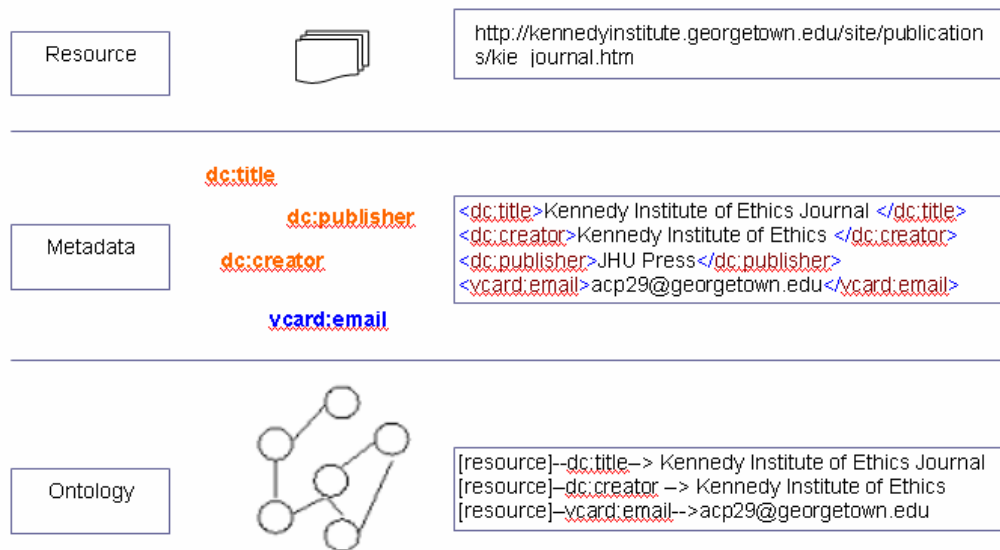 Resource
http://kennedyinstitute.georgetown.edu/site/publication
s/kie_journal.htm
Metadata
dc:title
dc:publisher
dc:creator
vcard:email
<dc:title>Kennedy Institute of Ethics Journal </dc:title>
<dc:creator>Kennedy Institute of Ethics </dc:creator>
<dc:publisher>JHU Press</dc:publisher>
<vcard:email>acp29@georgetown.edu</vcard:email>
Ontology
[resource]--dc:title--> Kennedy Institute of Ethics Journal
[resource]–dc:creator –> Kennedy Institute of Ethics
[resource]–vcard:email-->acp29@georgetown.edu